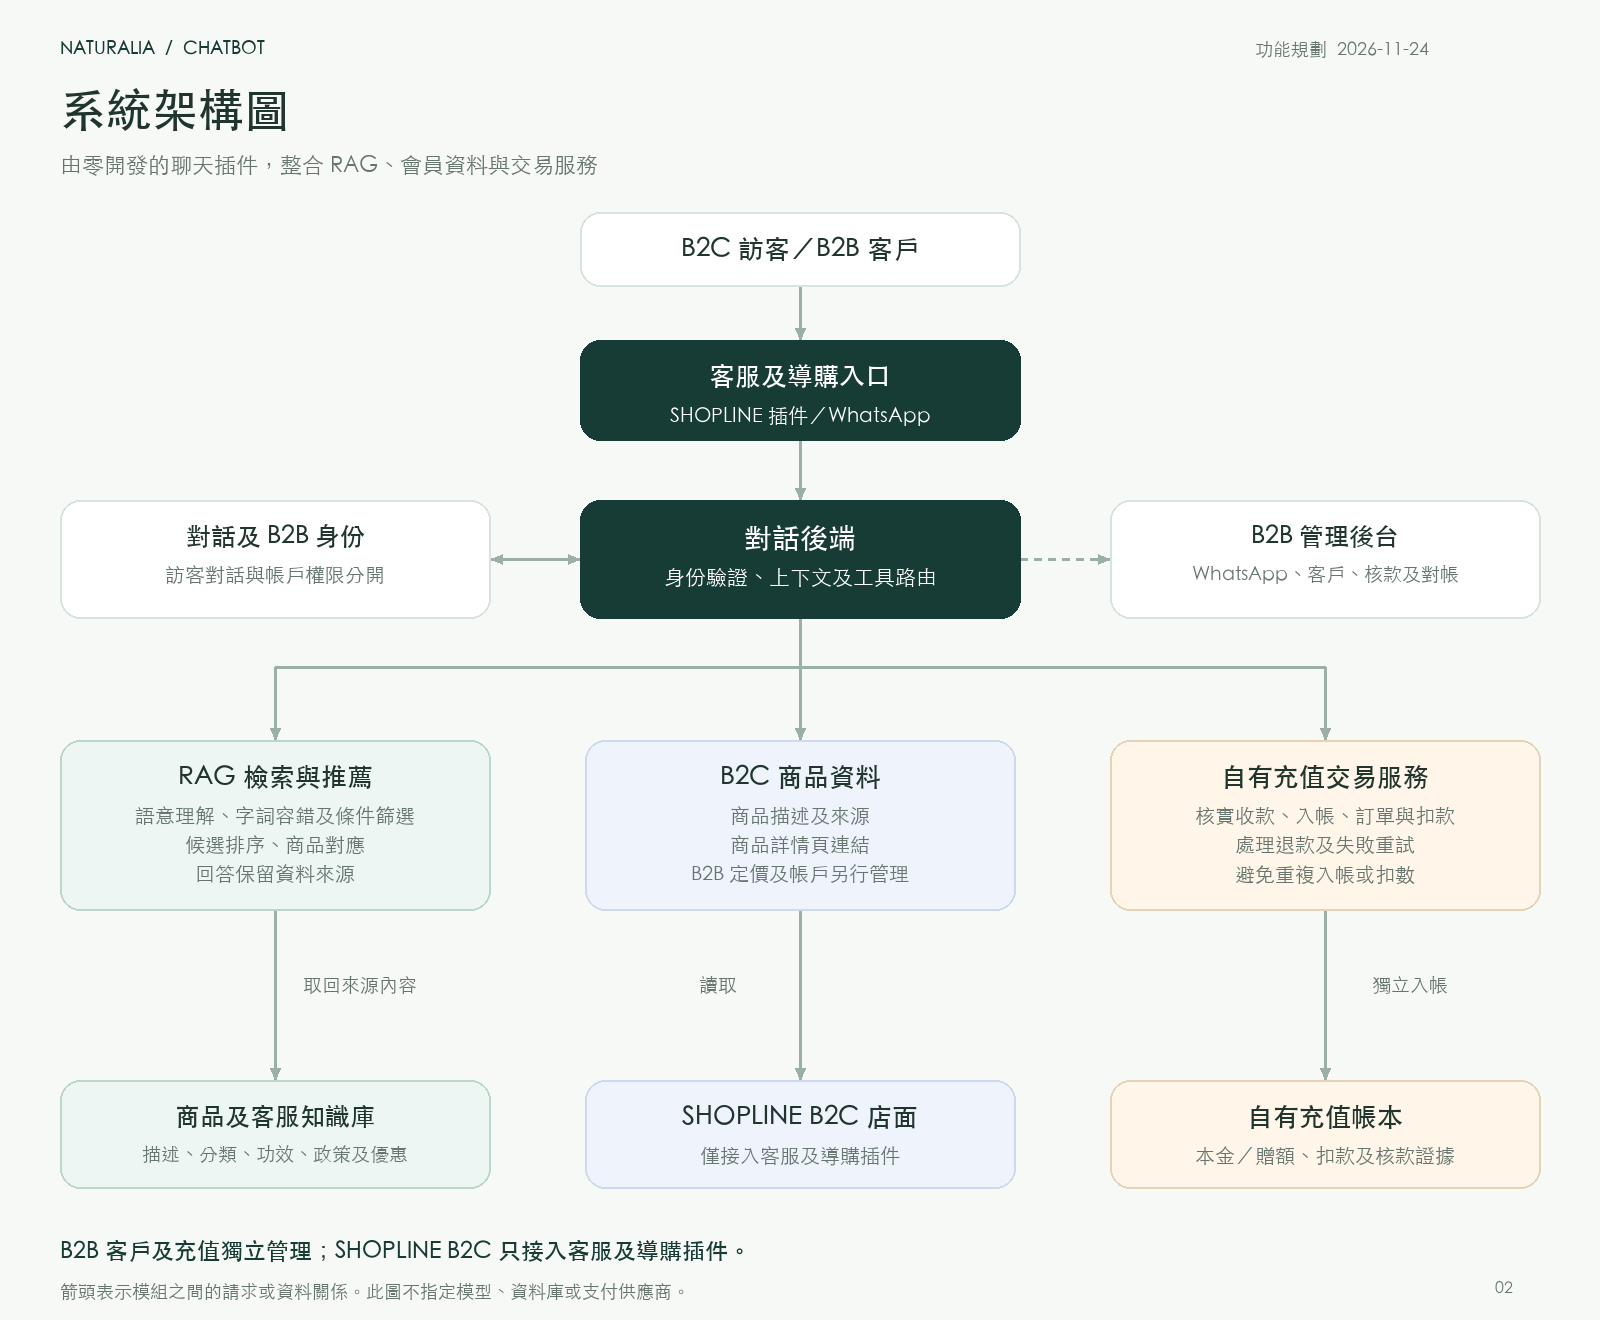 NATURALIA / CHATBOT
功能規劃 2026-11-24
系統架構圖
由零開發的聊天插件，整合 RAG、會員資料與交易服務
B2C 訪客／B2B 客戶
客服及導購入口
SHOPLINE 插件／WhatsApp
對話及 B2B 身份
訪客對話與帳戶權限分開
對話後端
身份驗證、上下文及工具路由
B2B 管理後台
WhatsApp、客戶、核款及對帳
RAG 檢索與推薦
語意理解、字詞容錯及條件篩選
候選排序、商品對應
回答保留資料來源
B2C 商品資料
商品描述及來源
商品詳情頁連結
B2B 定價及帳戶另行管理
自有充值交易服務
核實收款、入帳、訂單與扣款
處理退款及失敗重試
避免重複入帳或扣數
取回來源內容
讀取
獨立入帳
商品及客服知識庫
描述、分類、功效、政策及優惠
SHOPLINE B2C 店面
僅接入客服及導購插件
自有充值帳本
本金／贈額、扣款及核款證據
B2B 客戶及充值獨立管理；SHOPLINE B2C 只接入客服及導購插件。
箭頭表示模組之間的請求或資料關係。此圖不指定模型、資料庫或支付供應商。
02